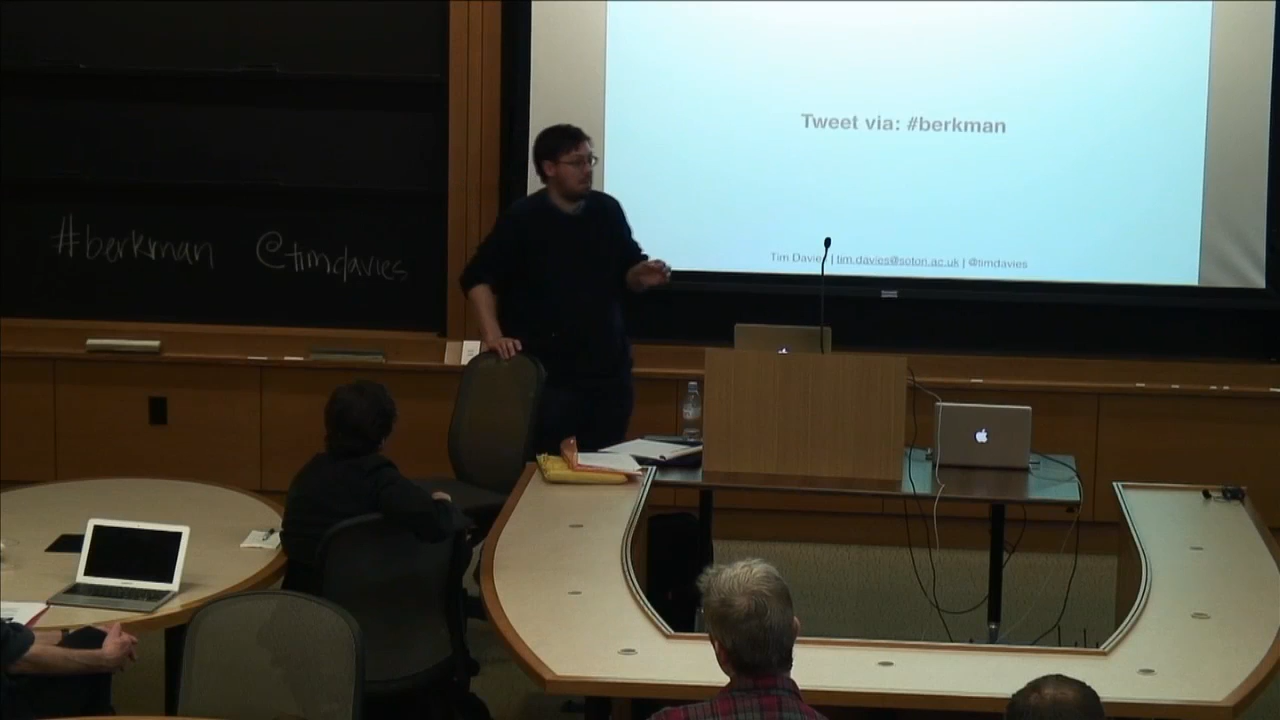 Tweet via: #berkman
#berkman @timdavies
Tim Davies | tim.davies@soton.ac.uk | @timdavies